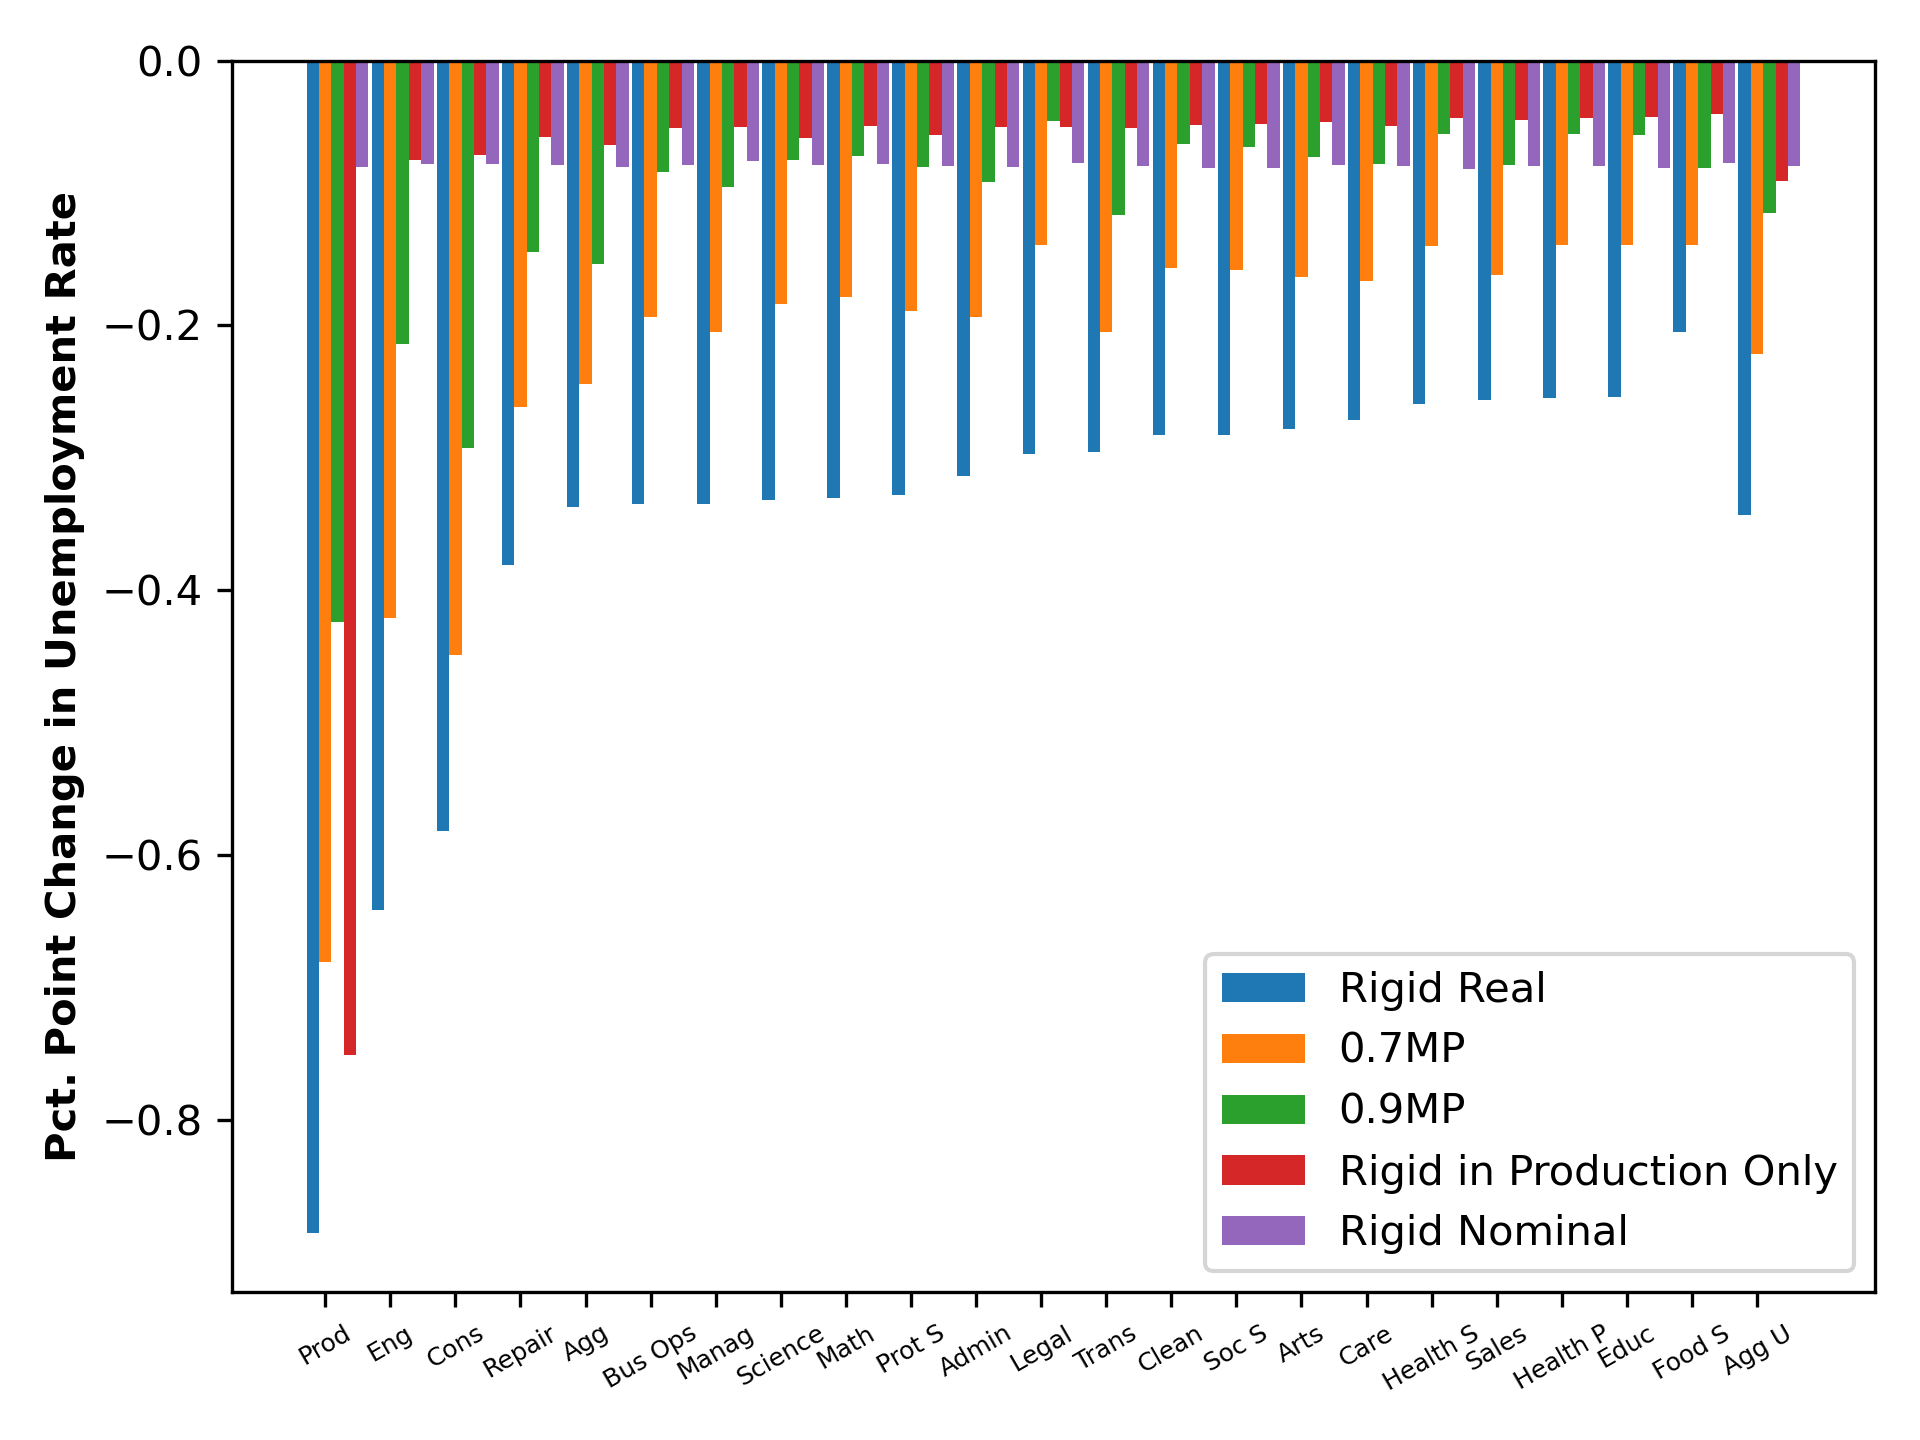 Pct. Point Change in Unemployment Rate
0.0
−0.2
−0.4
−0.6
−0.8
Rigid Real
0.7MP
0.9MP
Rigid in Production Only
Rigid Nominal
Prod
Eng
Cons
Repair
Agg
Bus Ops
Manag
Science
Math
Prot S
Admin
Legal
Trans
Clean
Soc S
Arts
Care
Health S
Sales
Health P
Educ
Food S
Agg U